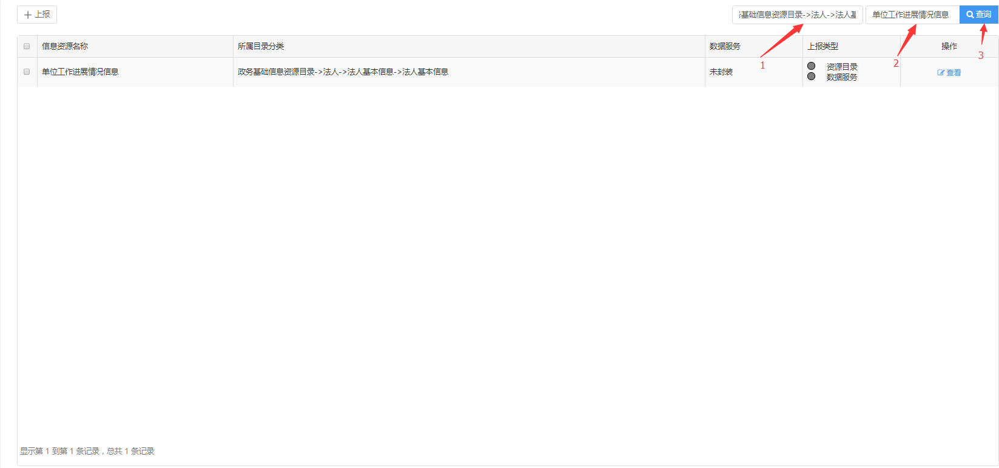 上报
基础信息资源目录->法人->法人基
单位工作进展情况信息
查询
信息资源名称
所属目录分类
数据服务
上报类型
操作
1
2
3
单位工作进展情况信息
政务基础信息资源目录->法人->法人基本信息->法人基本信息
未封装
资源目录
数据服务
查看
显示第 1 到第 1 条记录，总共 1 条记录